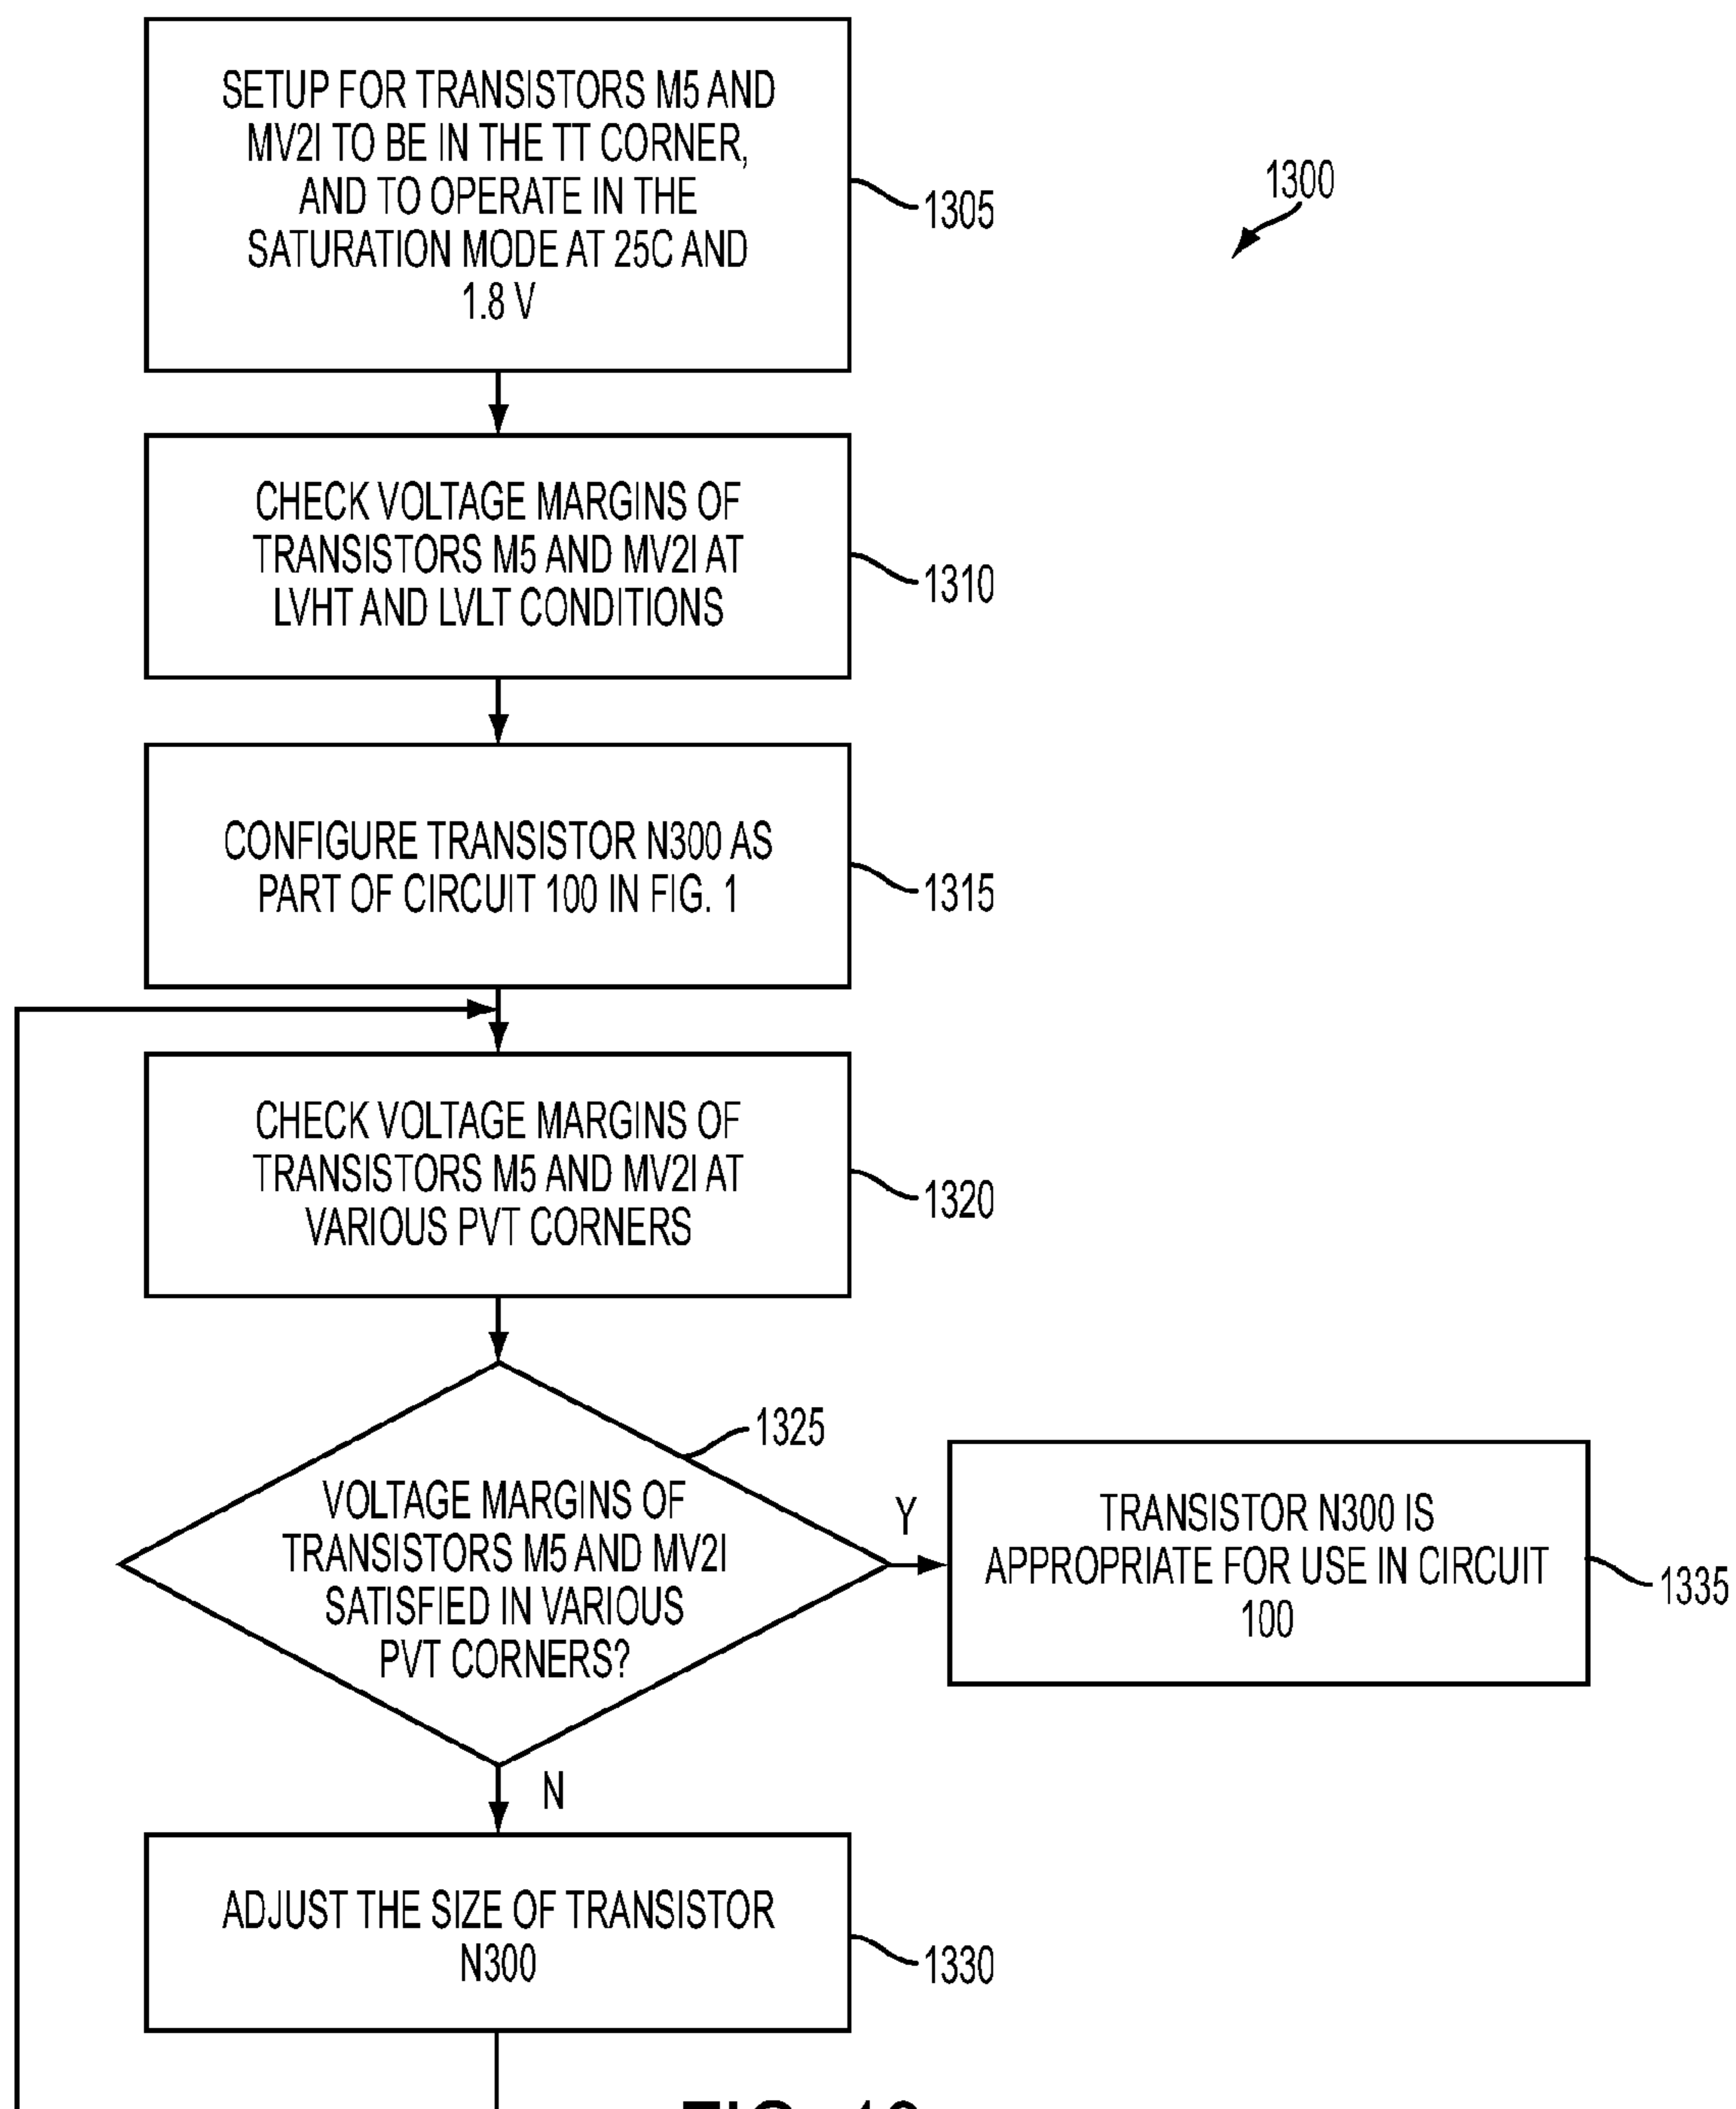 SETUP FOR TRANSISTORS M5 AND
MV2I TO BE IN THE TT CORNER,
AND TO OPERATE IN THE
SATURATION MODE AT 25C AND
1.8 V
1305
1300
CHECK VOLTAGE MARGINS OF
TRANSISTORS M5 AND MV2I AT
LVHT AND LVLT CONDITIONS
1310
CONFIGURE TRANSISTOR N300 AS
PART OF CIRCUIT 100 IN FIG. 1
1315
CHECK VOLTAGE MARGINS OF
TRANSISTORS M5 AND MV2I AT
VARIOUS PVT CORNERS
1320
1325
VOLTAGE MARGINS OF
TRANSISTORS M5 AND MV2I
SATISFIED IN VARIOUS
PVT CORNERS?
Y
TRANSISTOR N300 IS
APPROPRIATE FOR USE IN CIRCUIT
100
1335
N
ADJUST THE SIZE OF TRANSISTOR
N300
1330